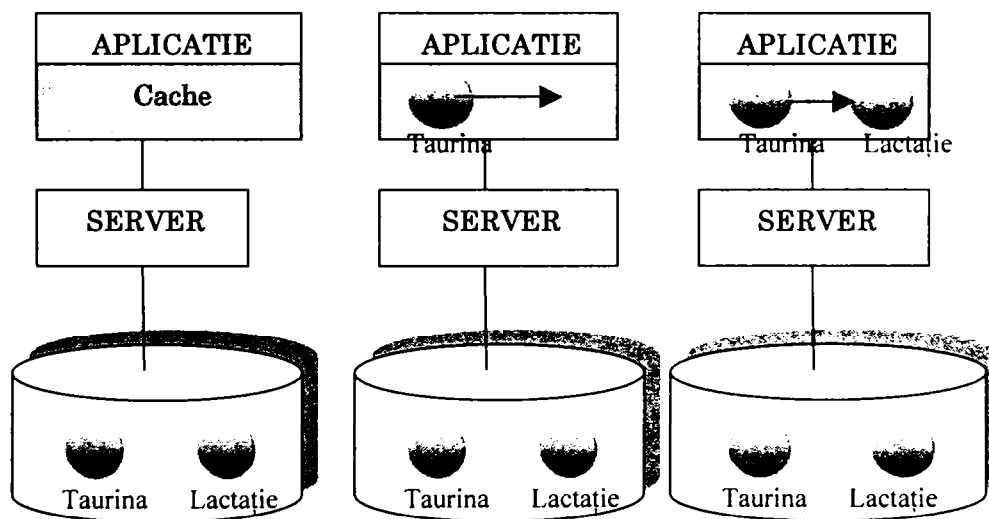 APLICATIE APLICATIE APLICATIE
Cache
Taurina Taurina Lactație
SERVER SERVER SERVER
Taurina Lactație Taurina Lactație Taurina Lactație